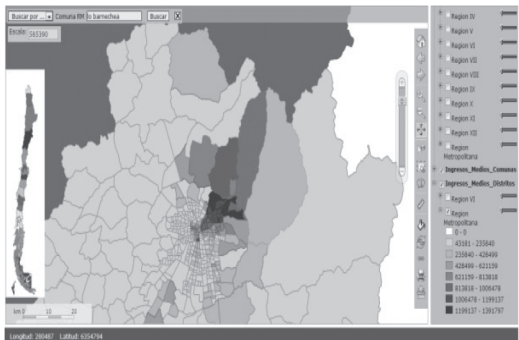 Buscar por ... Comuna RM lo barnechea Buscar
Escala: 565390
Region IV
Region V
Region VI
Region VII
Region VIII
Region IX
Region X
Region XI
Region XII
Region
Metropolitana
Ingresos_Medios_Comunas
Ingresos_Medios_Distritos
Region VI
Region
Metropolitana
0 - 0
43181 - 235840
235840 - 428499
428499 - 621159
621159 - 813818
813818 - 1006478
1006478 - 1199137
1199137 - 1391797
km 0 10 20
Longitud: 280487 Latitud: 6354794